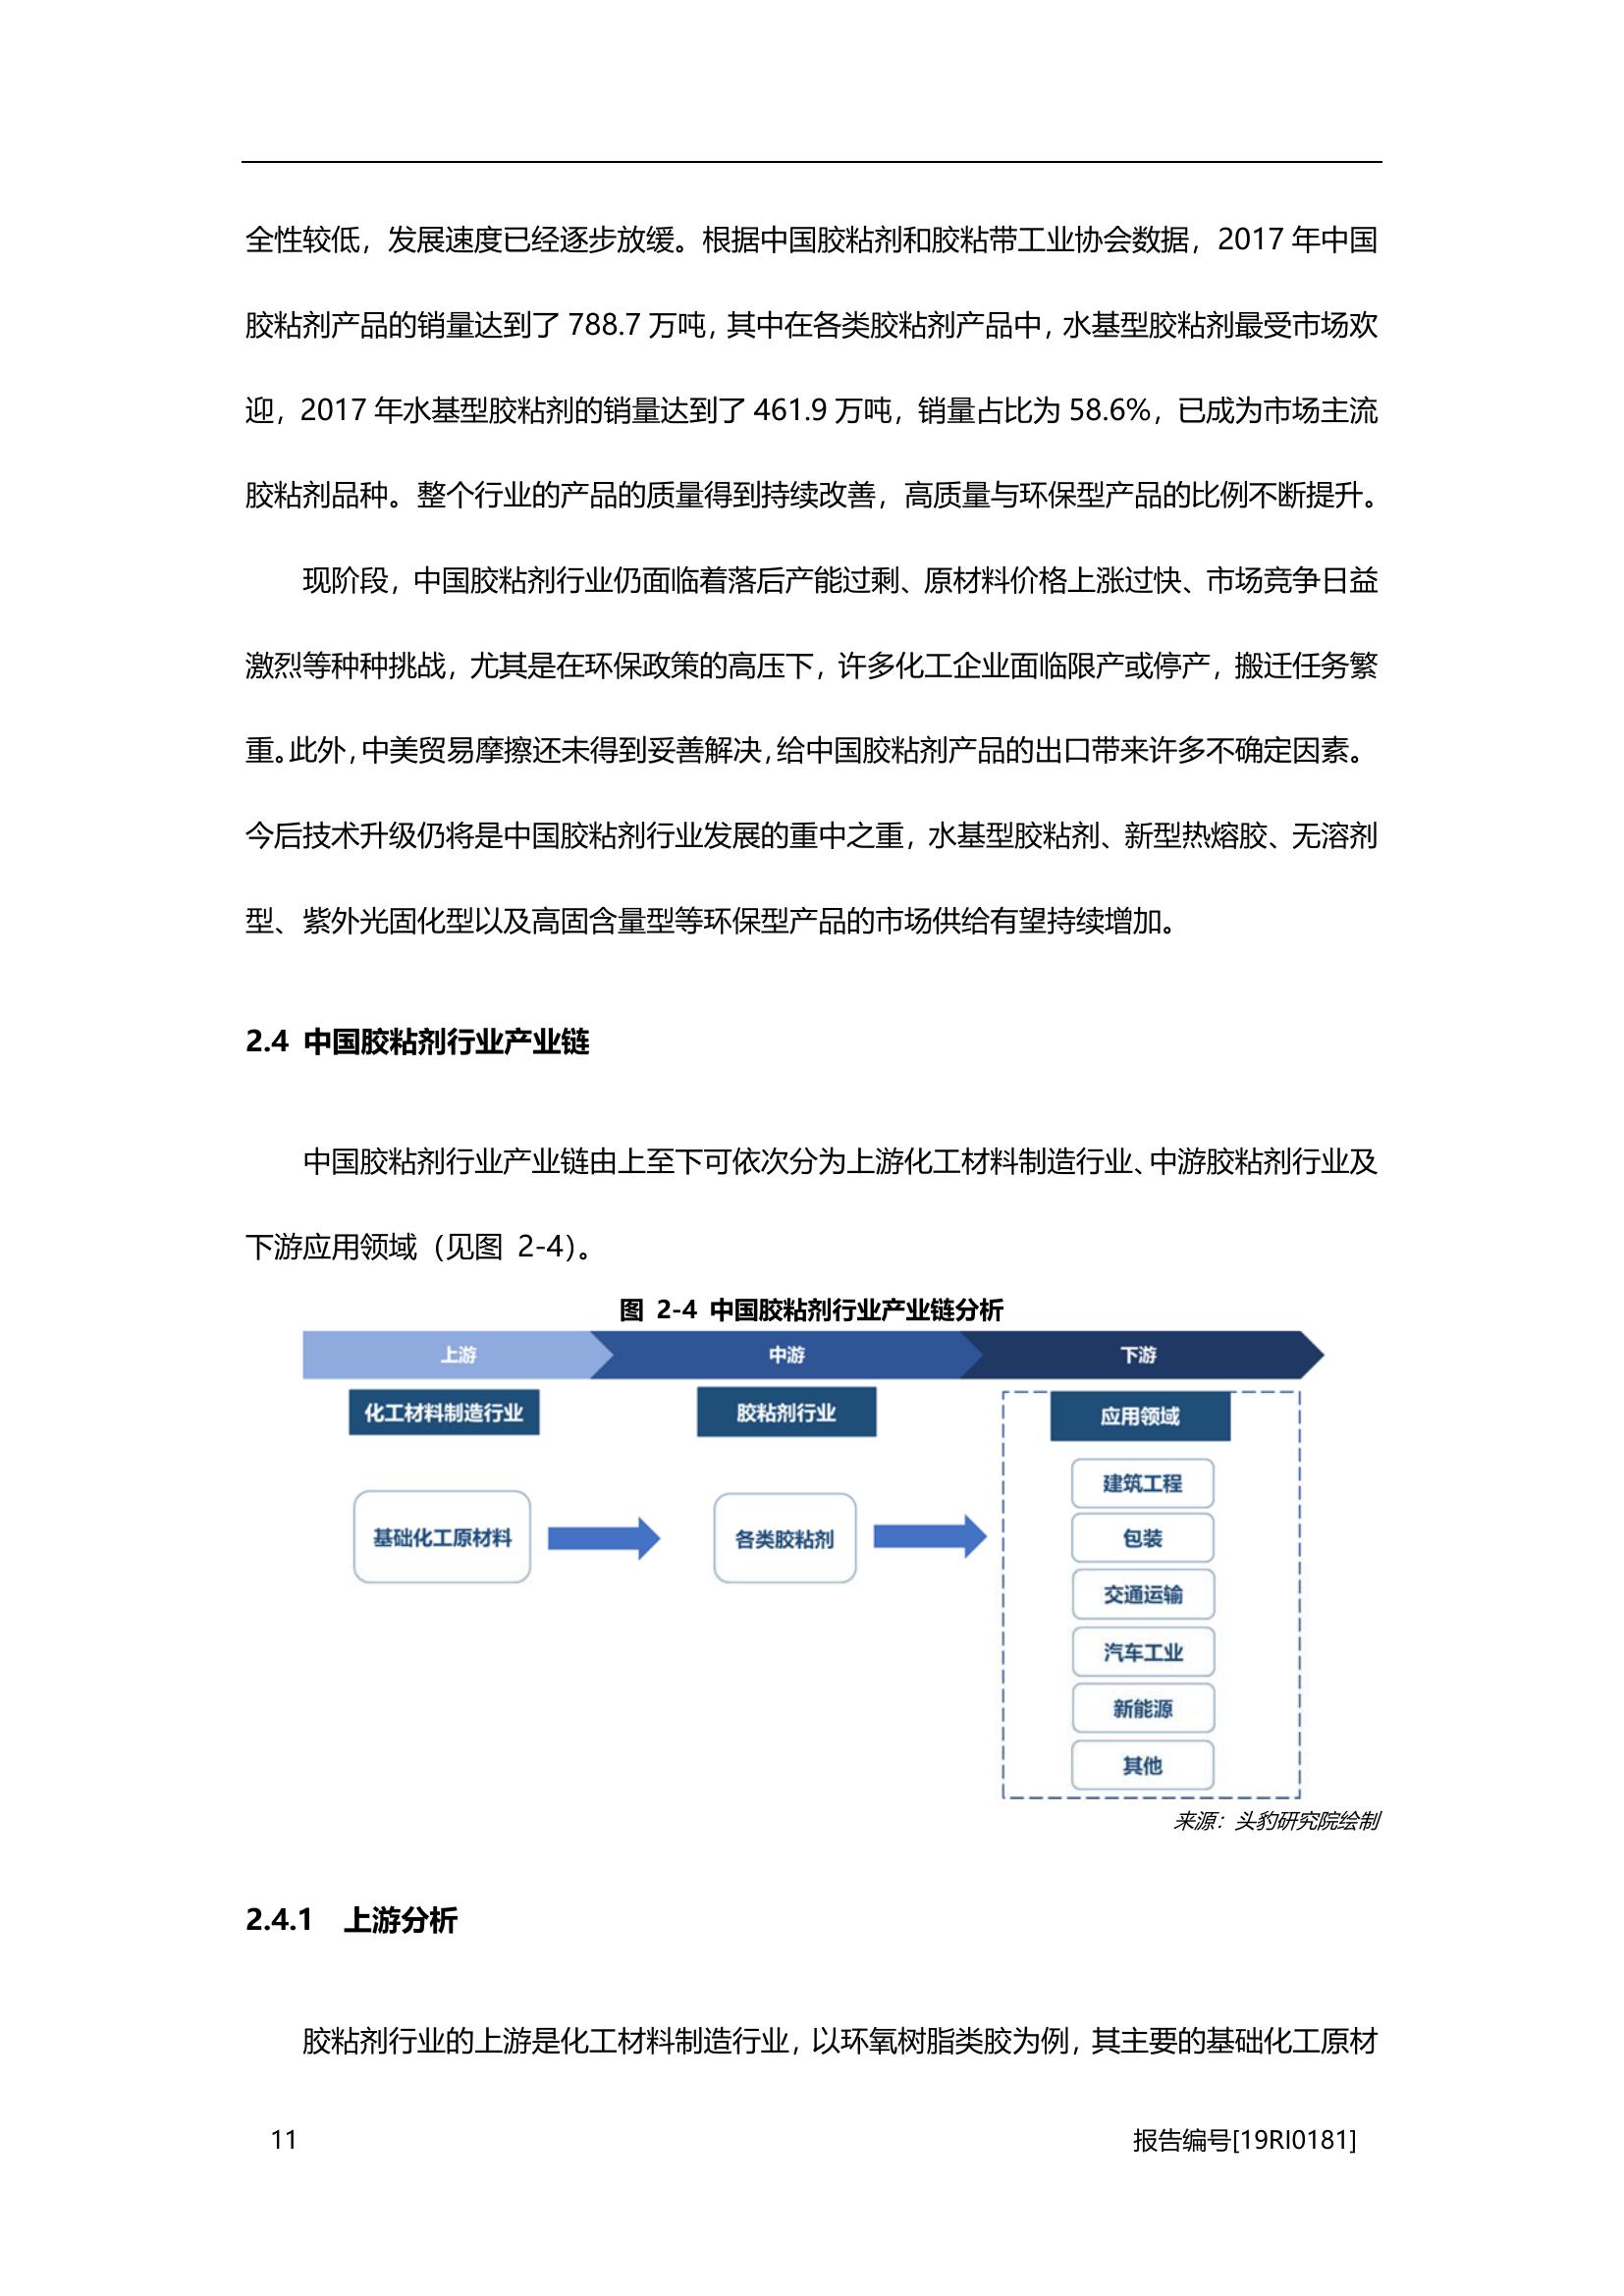 全性较低，发展速度已经逐步放缓。根据中国胶粘剂和胶粘带工业协会数据，2017 年中国
胶粘剂产品的销量达到了 788.7 万吨，其中在各类胶粘剂产品中，水基型胶粘剂最受市场欢
迎，2017 年水基型胶粘剂的销量达到了 461.9 万吨，销量占比为 58.6%，已成为市场主流
胶粘剂品种。整个行业的产品的质量得到持续改善，高质量与环保型产品的比例不断提升。
现阶段，中国胶粘剂行业仍面临着落后产能过剩、原材料价格上涨过快、市场竞争日益
激烈等种种挑战，尤其是在环保政策的高压下，许多化工企业面临限产或停产，搬迁任务繁
重。此外，中美贸易摩擦还未得到妥善解决，给中国胶粘剂产品的出口带来许多不确定因素。
今后技术升级仍将是中国胶粘剂行业发展的重中之重，水基型胶粘剂、新型热熔胶、无溶剂
型、紫外光固化型以及高固含量型等环保型产品的市场供给有望持续增加。
2.4 中国胶粘剂行业产业链
中国胶粘剂行业产业链由上至下可依次分为上游化工材料制造行业、中游胶粘剂行业及
下游应用领域（见图 2-4）。
图 2-4 中国胶粘剂行业产业链分析
上游 中游 下游
化工材料制造行业 胶粘剂行业 应用领域
基础化工原材料 各类胶粘剂
建筑工程
包装
交通运输
汽车工业
新能源
其他
来源：头豹研究院绘制
2.4.1 上游分析
胶粘剂行业的上游是化工材料制造行业，以环氧树脂类胶为例，其主要的基础化工原材
11 报告编号[19RI0181]